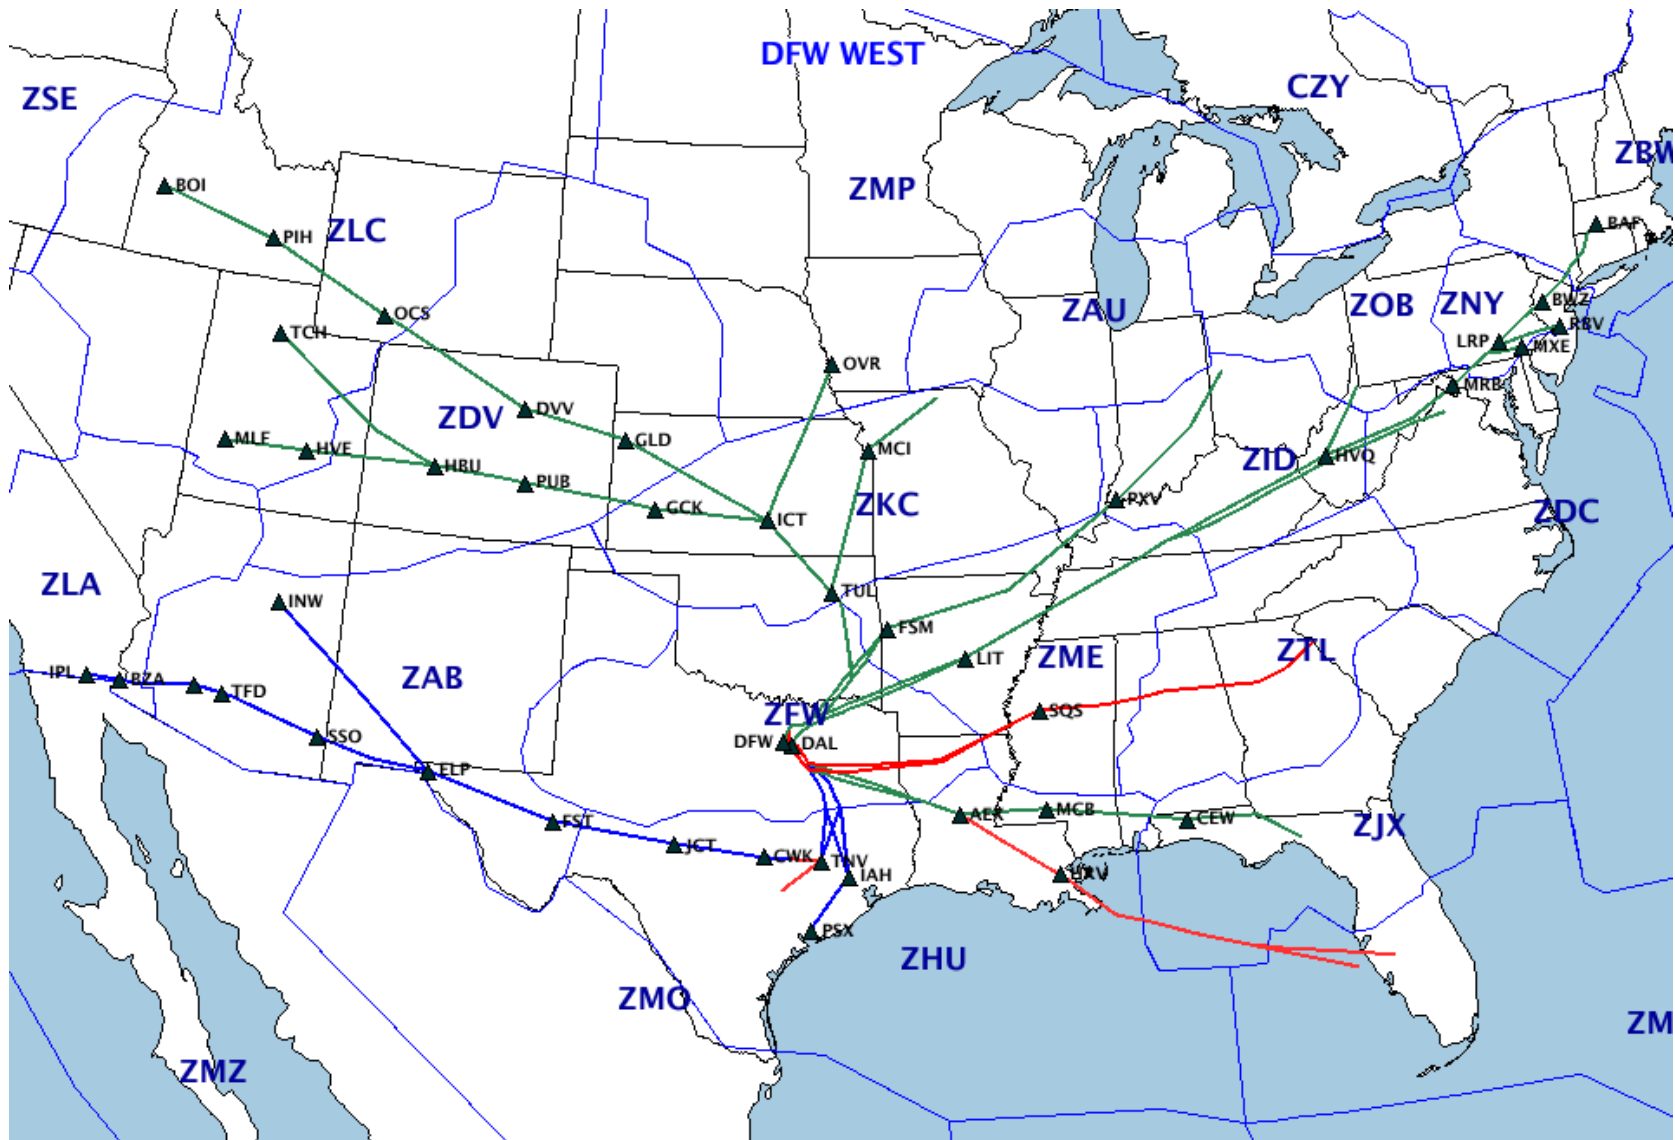 DFW WEST
ZSE
CZY
ZBW
BOI
ZMP
PIH
ZLC
BAF
TCH
OCS
ZAU
ZOB
ZNY
BWZ
RBV
LRP
MXE
OVR
MRB
DVV
ZDV
GLD
MLF
HVE
HBU
MCI
ZID
HVQ
PUB
GCK
ICT
ZKC
PXV
ZDC
ZLA
INW
TUL
FSM
IPL
BZA
TFD
ZAB
LIT
ZME
ZTL
SSO
ZFW
SQS
DFW
DAL
ELP
FST
JCT
CWK
TNV
IAH
AEX
MCB
CEW
ZJX
HRV
PSX
ZHU
ZMO
ZM
ZMZ